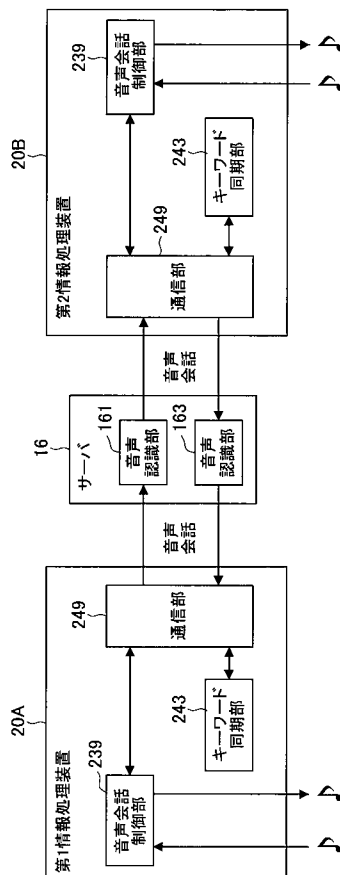 20A
第1情報処理装置
239
音声会話
制御部
243
キーワード
同期部
249
通信部
音声
会話
16
サーバ
161
音声
認識部
163
音声
認識部
音声
会話
20B
第2情報処理装置
249
通信部
239
音声会話
制御部
243
キーワード
同期部